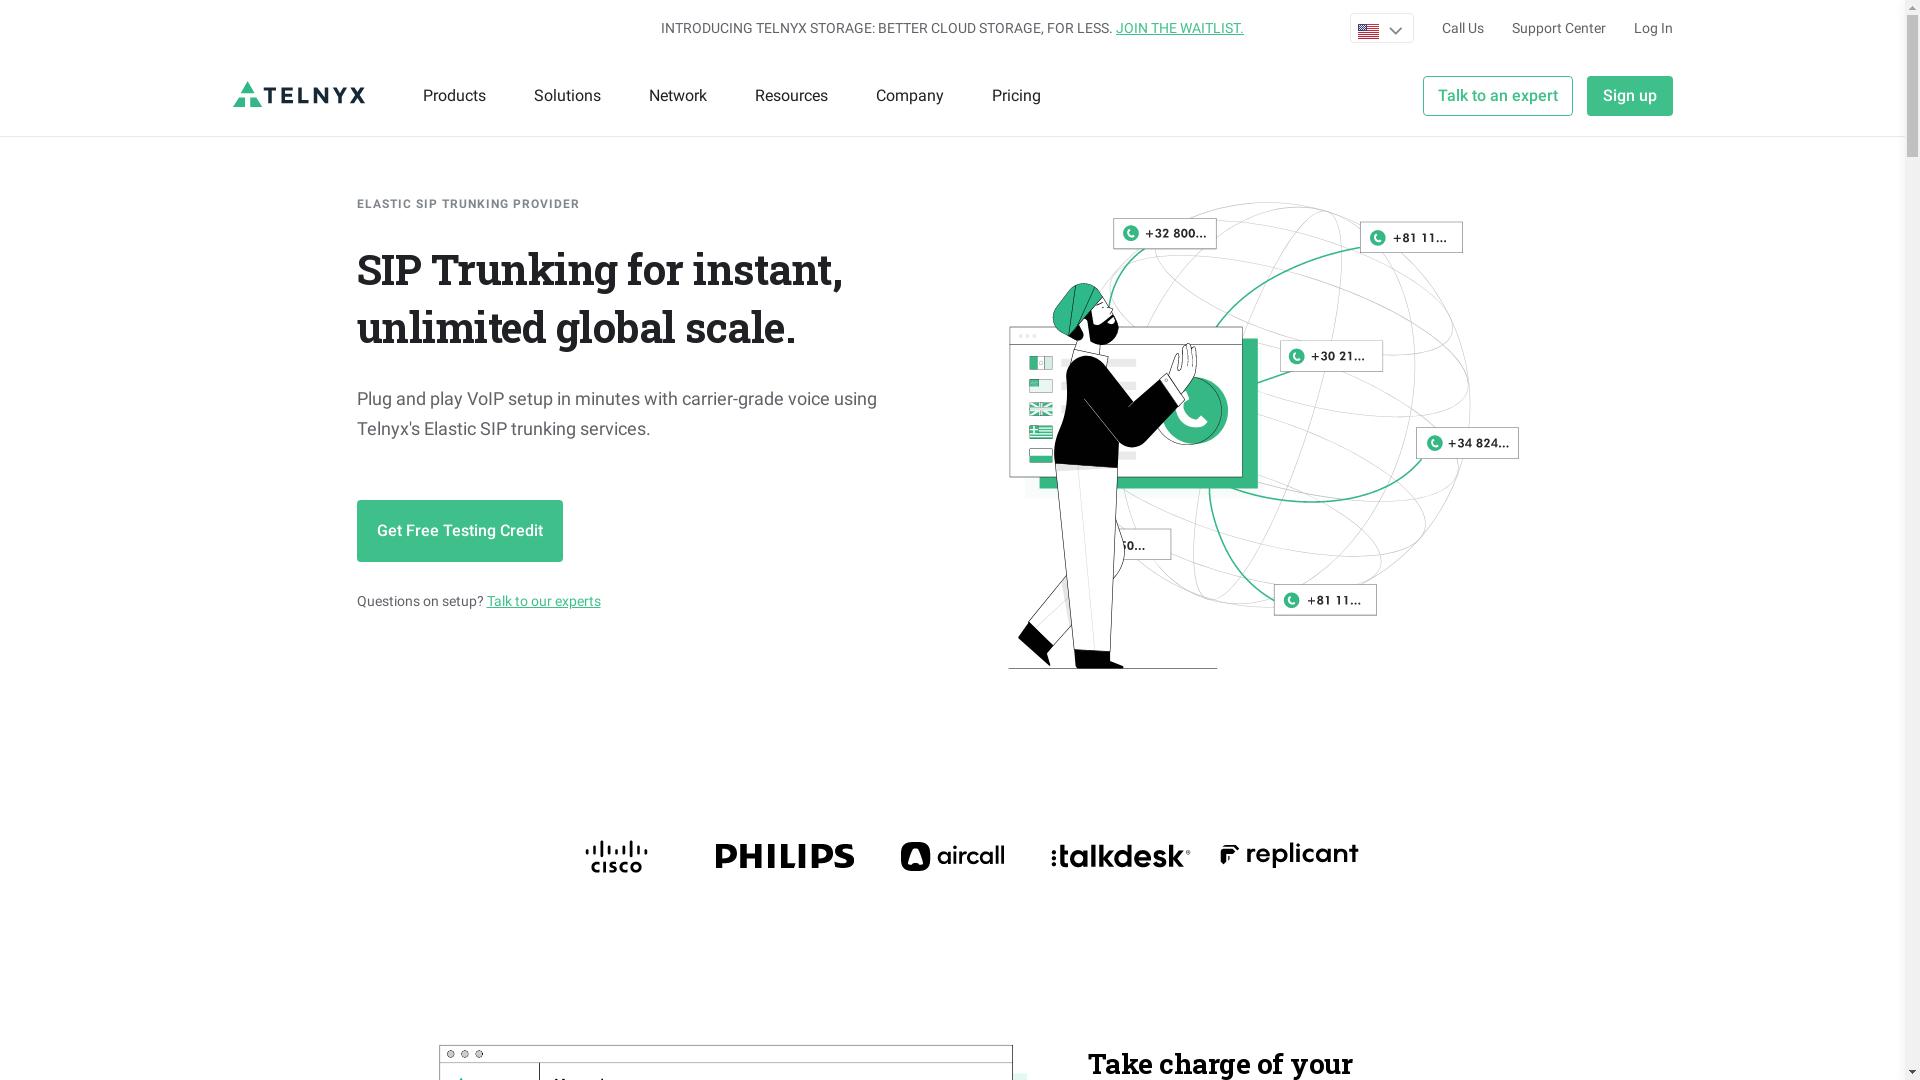 INTRODUCING TELNYX STORAGE: BETTER CLOUD STORAGE, FOR LESS. JOIN THE WAITLIST.
Call Us
Support Center
Log In
TELNYX
Products
Solutions
Network
Resources
Company
Pricing
Talk to an expert
Sign up
ELASTIC SIP TRUNKING PROVIDER
SIP Trunking for instant,
unlimited global scale.
Plug and play VoIP setup in minutes with carrier-grade voice using
Telnyx's Elastic SIP trunking services.
Get Free Testing Credit
Questions on setup? Talk to our experts
+32 800...
+81 11...
+30 21...
+34 824...
+81 11...
CISCO
PHILIPS
aircall
talkdesk®
replicant
Take charge of your